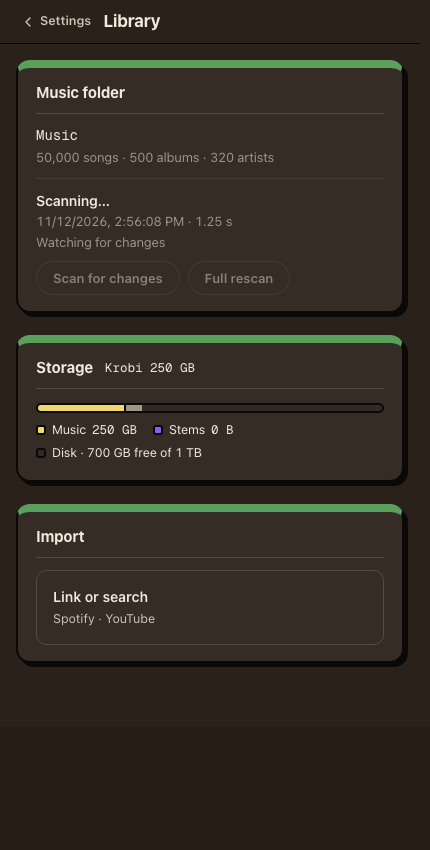 Settings Library
Music folder
Music
50,000 songs · 500 albums · 320 artists
Scanning...
11/12/2026, 2:56:08 PM · 1.25 s
Watching for changes
Scan for changes Full rescan
Storage Krobi 250 GB
Music 250 GB Stems 0 B
Disk · 700 GB free of 1 TB
Import
Link or search
Spotify · YouTube